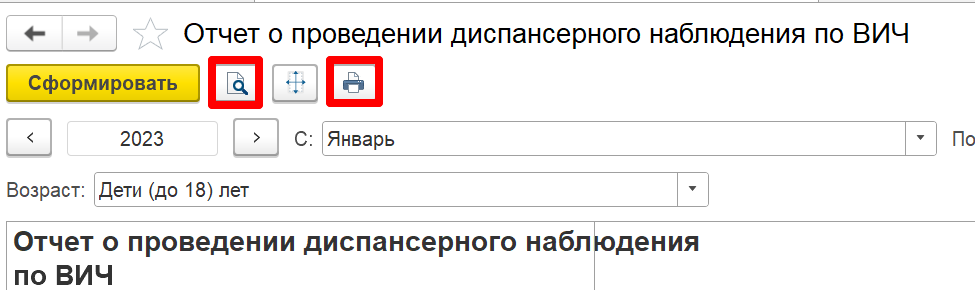 Отчет о проведении диспансерного наблюдения по ВИЧ
Сформировать
2023 С: Январь По
Возраст: Дети (до 18) лет
Отчет о проведении диспансерного наблюдения
по ВИЧ